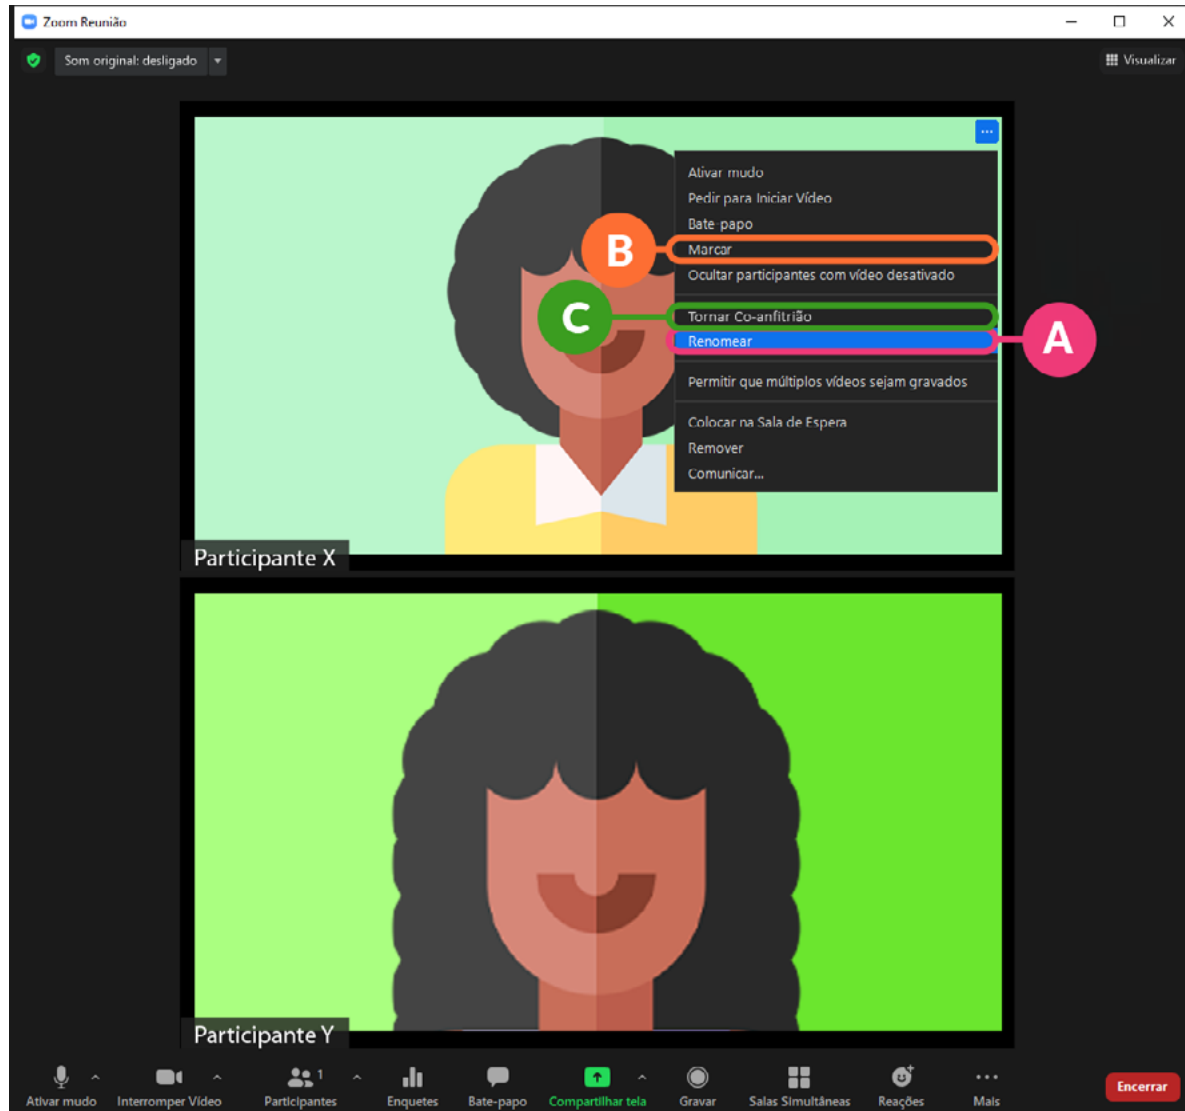 Zoom Reunião
Som original: desligado
Visualizar
Ativar mudo
Pedir para Iniciar Vídeo
Bate-papo
B
Marcar
Ocultar participantes com vídeo desativado
C
Tornar Co-anfitrião
Renomear
A
Permitir que múltiplos vídeos sejam gravados
Colocar na Sala de Espera
Remover
Comunicar...
Participante X
Participante Y
1
Ativar mudo Interromper Vídeo Participantes Enquetes Bate-papo Compartilhar tela Gravar Salas Simultâneas Reações Mais Encerrar